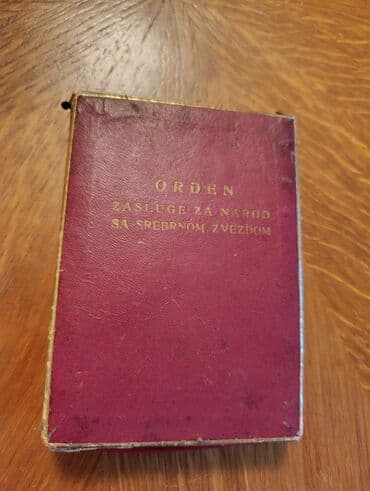 ORDEN
ZASLUGE ZA NAROD
SA SREBRNOM ZVEZDOM